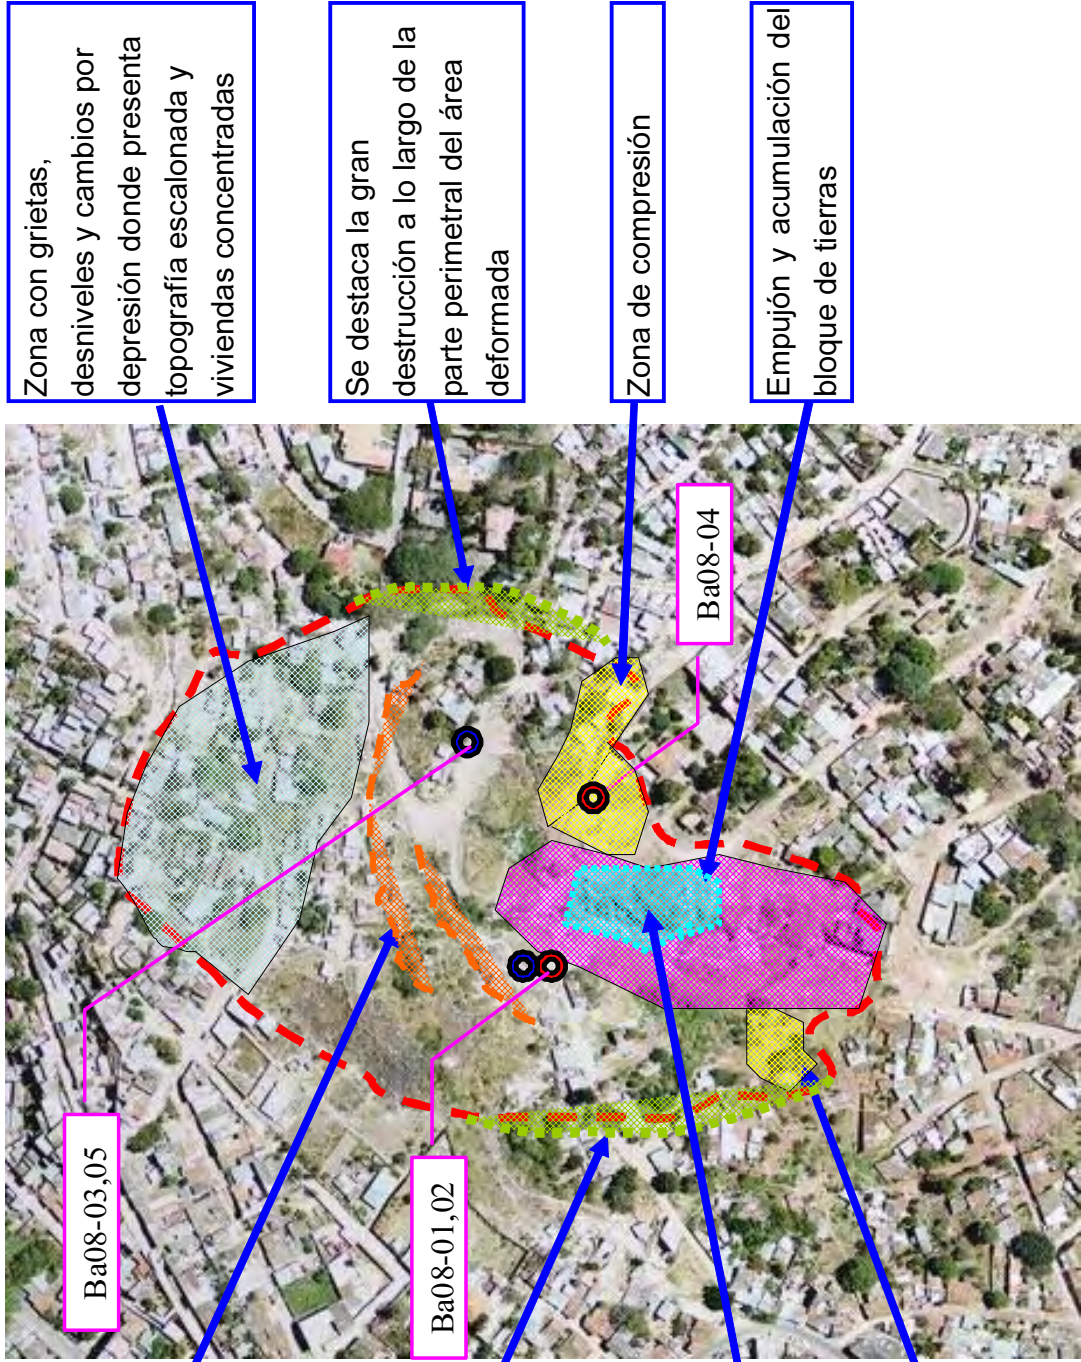 Zona con grietas,
desniveles y cambios por
depresión donde presenta
topografía escalonada y
viviendas concentradas
Se destaca la gran
destrucción a lo largo de la
parte perimetral del área
deformada
Zona de compresión
Empujón y acumulación del
bloque de tierras
Ba08-04
Ba08-03,05
Ba08-01,02